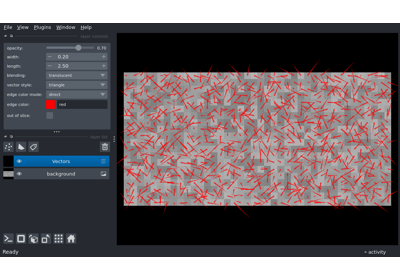 File View Plugins Window Help
opacity: 0.70
width: − 0.20 +
length: − 2.50 +
blending: translucent
vector style: triangle
edge color mode: direct
edge color: red
out of slice:
Vectors
background
Ready
activity